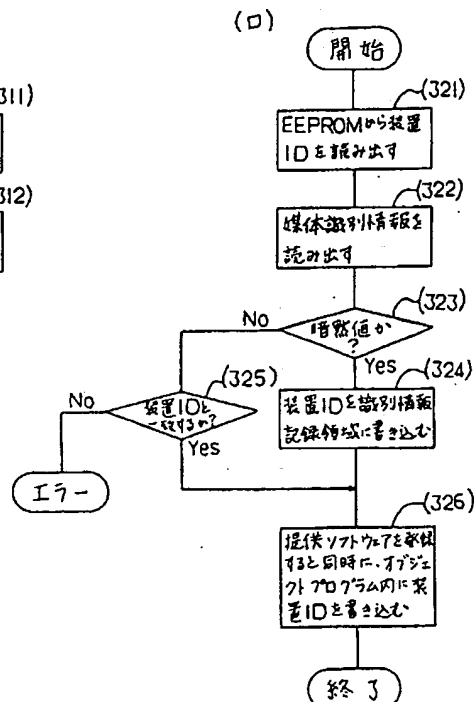 (ロ)
開始
311)
(321)
EEPROMから装置
IDを読み出す
312)
(322)
媒体識別情報を
読み出す
(323)
暗黙値か
?
No
Yes
(324)
装置IDを識別情報
記録領域に書き込む
(325)
装置IDと
一致するか?
No
Yes
エラー
(326)
提供ソフトウェアを
すると同時に、オブジェ
クトプログラム内に装
置IDを書き込む
終了